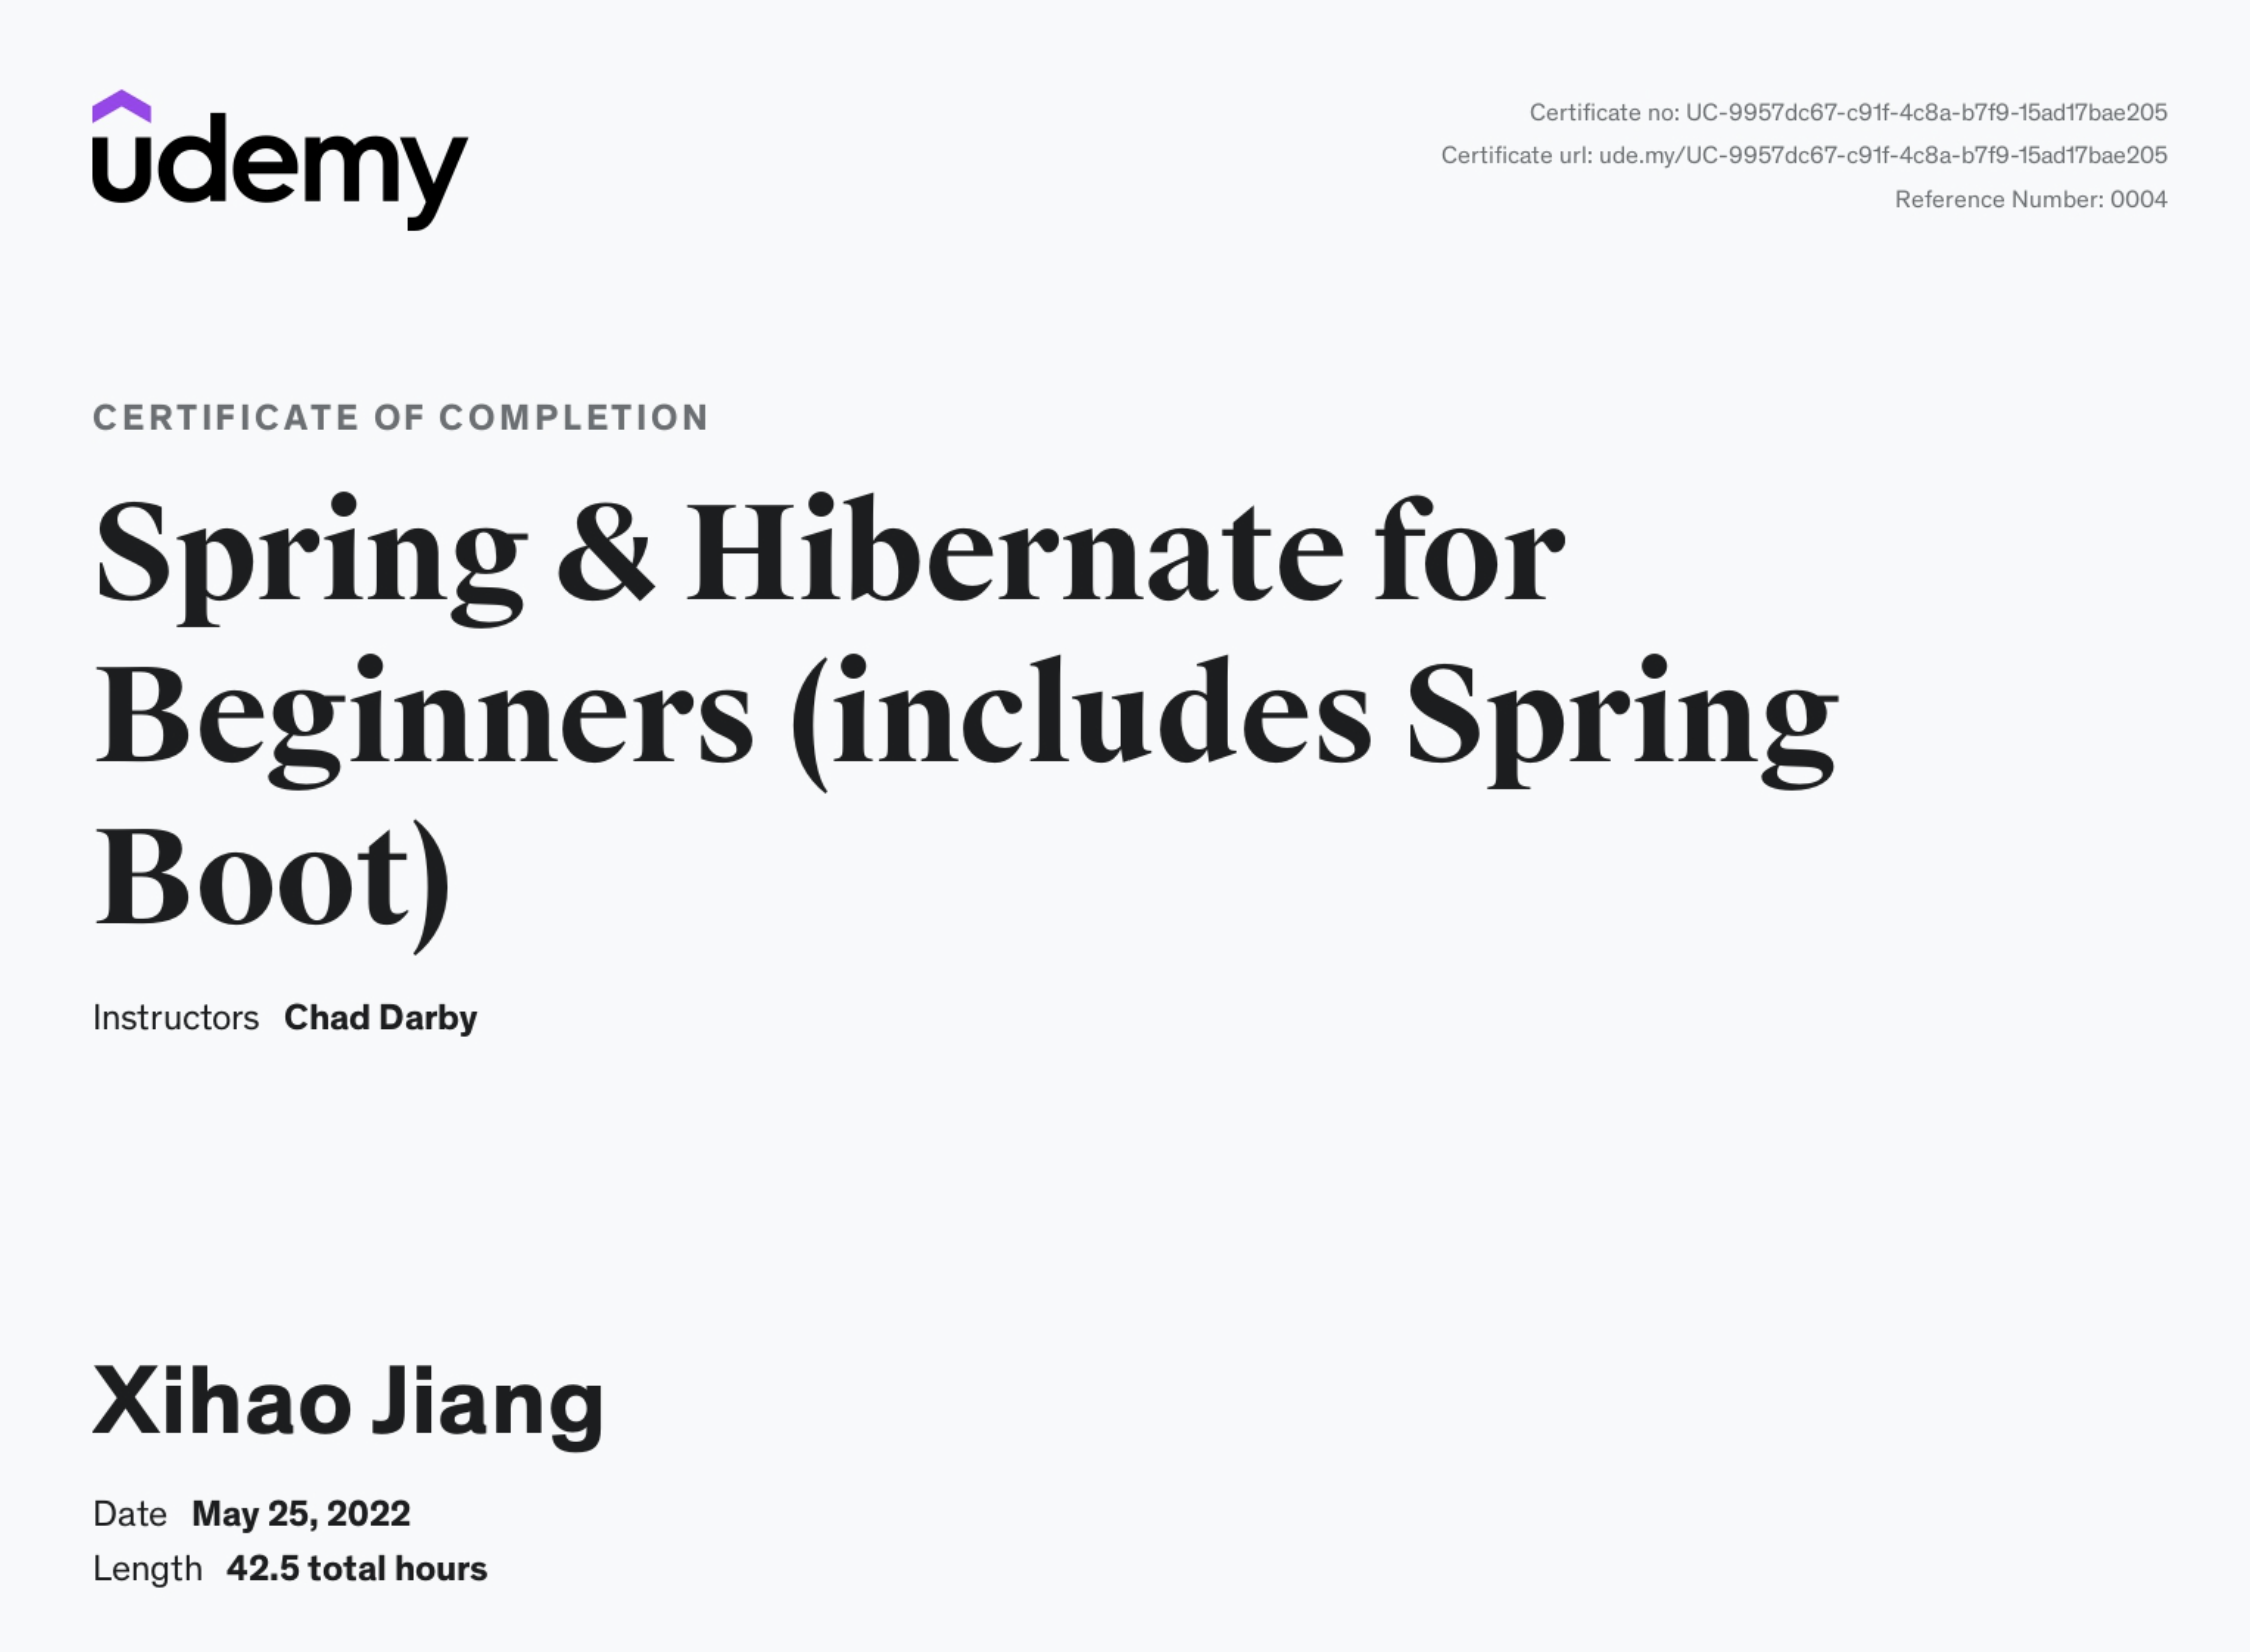 udemy
Certificate no: UC-9957dc67-c91f-4c8a-b7f9-15ad17bae205
Certificate url: ude.my/UC-9957dc67-c91f-4c8a-b7f9-15ad17bae205
Reference Number: 0004
CERTIFICATE OF COMPLETION
Spring & Hibernate for
Beginners (includes Spring
Boot)
Instructors Chad Darby
Xihao Jiang
Date May 25, 2022
Length 42.5 total hours